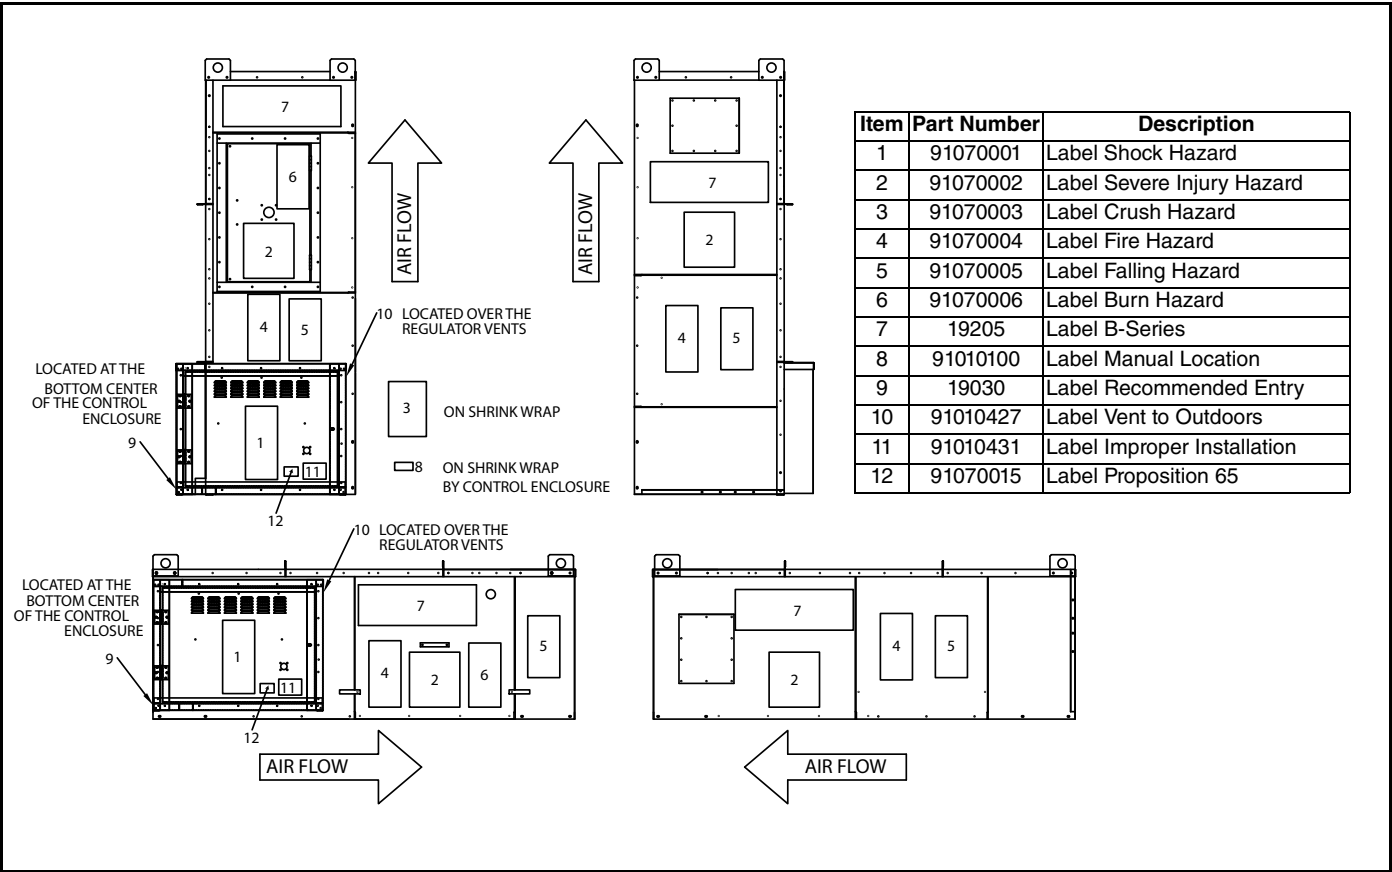 7
6
2
4
5
AIR FLOW
10 LOCATED OVER THE
REGULATOR VENTS
LOCATED AT THE
BOTTOM CENTER
OF THE CONTROL
ENCLOSURE
9
1
11
12
3 ON SHRINK WRAP
8 ON SHRINK WRAP
BY CONTROL ENCLOSURE
AIR FLOW
7
2
4
5
Item Part Number Description
1 91070001 Label Shock Hazard
2 91070002 Label Severe Injury Hazard
3 91070003 Label Crush Hazard
4 91070004 Label Fire Hazard
5 91070005 Label Falling Hazard
6 91070006 Label Burn Hazard
7 19205 Label B-Series
8 91010100 Label Manual Location
9 19030 Label Recommended Entry
10 91010427 Label Vent to Outdoors
11 91010431 Label Improper Installation
12 91070015 Label Proposition 65
10 LOCATED OVER THE
REGULATOR VENTS
LOCATED AT THE
BOTTOM CENTER
OF THE CONTROL
ENCLOSURE
9
1
11
12
7
4
2
6
5
AIR FLOW
7
2
4
5
AIR FLOW